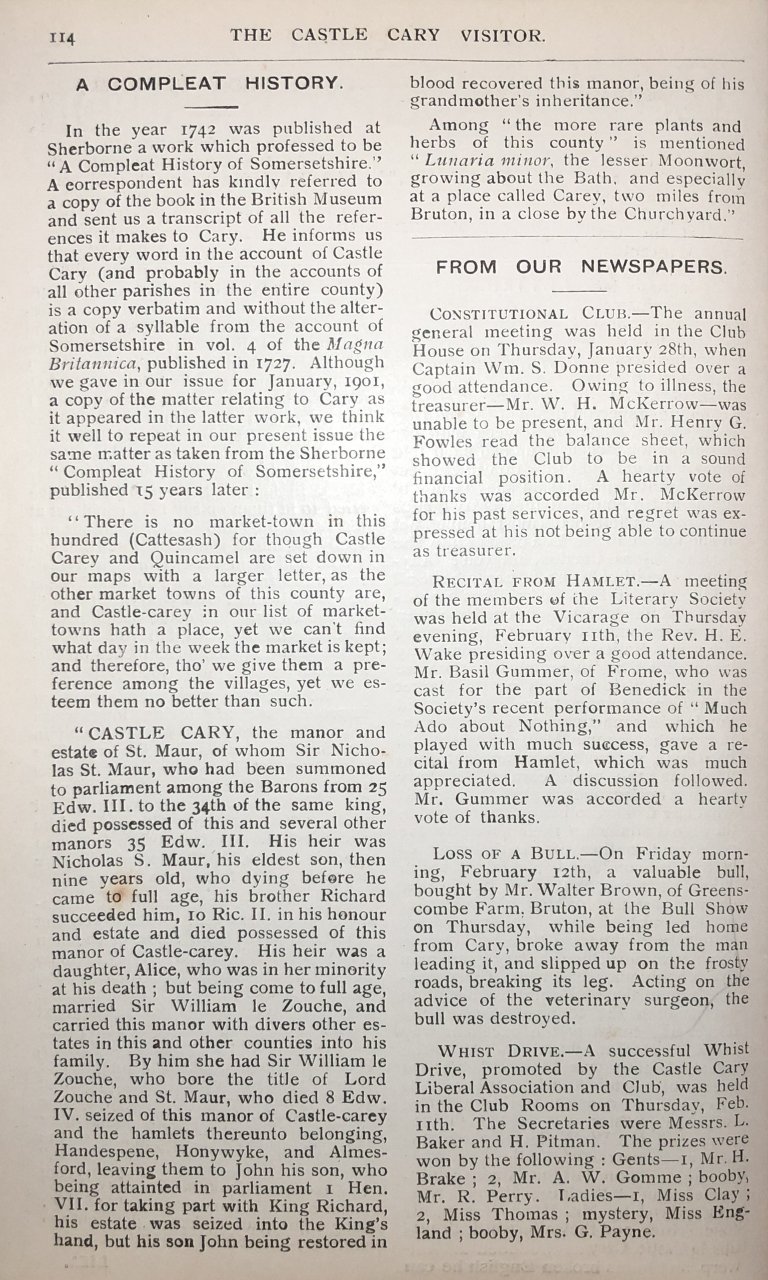 114
THE CASTLE CARY VISITOR.
A COMPLEAT HISTORY.
In the year 1742 was published at
Sherborne a work which professed to be
“A Compleat History of Somersetshire.”
A correspondent has kindly referred to
a copy of the book in the British Museum
and sent us a transcript of all the refer-
ences it makes to Cary. He informs us
that every word in the account of Castle
Cary (and probably in the accounts of
all other parishes in the entire county)
is a copy verbatim and without the alter-
ation of a syllable from the account of
Somersetshire in vol. 4 of the Magna
Britannica, published in 1727. Although
we gave in our issue for January, 1901,
a copy of the matter relating to Cary as
it appeared in the latter work, we think
it well to repeat in our present issue the
same matter as taken from the Sherborne
“Compleat History of Somersetshire,”
published 15 years later :
“There is no market-town in this
hundred (Cattesash) for though Castle
Carey and Quincamel are set down in
our maps with a larger letter, as the
other market towns of this county are,
and Castle-carey in our list of market-
towns hath a place, yet we can't find
what day in the week the market is kept;
and therefore, tho' we give them a pre-
ference among the villages, yet we es-
teem them no better than such.
“CASTLE CARY, the manor and
estate of St. Maur, of whom Sir Nicho-
las St. Maur, who had been summoned
to parliament among the Barons from 25
Edw. III. to the 34th of the same king,
died possessed of this and several other
manors 35 Edw. III. His heir was
Nicholas S. Maur, his eldest son, then
nine years old, who dying before he
came to full age, his brother Richard
succeeded him, 10 Ric. II. in his honour
and estate and died possessed of this
manor of Castle-carey. His heir was a
daughter, Alice, who was in her minority
at his death ; but being come to full age,
married Sir William le Zouche, and
carried this manor with divers other es-
tates in this and other counties into his
family. By him she had Sir William le
Zouche, who bore the title of Lord
Zouche and St. Maur, who died 8 Edw.
IV. seized of this manor of Castle-carey
and the hamlets thereunto belonging,
Handespene, Honywyke, and Almes-
ford, leaving them to John his son, who
being attainted in parliament 1 Hen.
VII. for taking part with King Richard,
his estate was seized into the King's
hand, but his son John being restored in
blood recovered this manor, being of his
grandmother's inheritance.”
Among “the more rare plants and
herbs of this county” is mentioned
“Lunaria minor, the lesser Moonwort,
growing about the Bath, and especially
at a place called Carey, two miles from
Bruton, in a close by the Churchyard.”
FROM OUR NEWSPAPERS.
CONSTITUTIONAL CLUB.—The annual
general meeting was held in the Club
House on Thursday, January 28th, when
Captain Wm. S. Donne presided over a
good attendance. Owing to illness, the
treasurer—Mr. W. H. McKerrow—was
unable to be present, and Mr. Henry G.
Fowles read the balance sheet, which
showed the Club to be in a sound
financial position. A hearty vote of
thanks was accorded Mr. McKerrow
for his past services, and regret was ex-
pressed at his not being able to continue
as treasurer.
RECITAL FROM HAMLET.—A meeting
of the members of the Literary Society
was held at the Vicarage on Thursday
evening, February 11th, the Rev. H. E.
Wake presiding over a good attendance.
Mr. Basil Gummer, of Frome, who was
cast for the part of Benedick in the
Society's recent performance of “Much
Ado about Nothing,” and which he
played with much success, gave a re-
cital from Hamlet, which was much
appreciated. A discussion followed.
Mr. Gummer was accorded a hearty
vote of thanks.
LOSS OF A BULL.—On Friday morn-
ing, February 12th, a valuable bull,
bought by Mr. Walter Brown, of Greens-
combe Farm, Bruton, at the Bull Show
on Thursday, while being led home
from Cary, broke away from the man
leading it, and slipped up on the frosty
roads, breaking its leg. Acting on the
advice of the veterinary surgeon, the
bull was destroyed.
WHIST DRIVE.—A successful Whist
Drive, promoted by the Castle Cary
Liberal Association and Club, was held
in the Club Rooms on Thursday, Feb.
11th. The Secretaries were Messrs. L.
Baker and H. Pitman. The prizes were
won by the following : Gents—1, Mr. H.
Brake ; 2, Mr. A. W. Gomme ; booby,
Mr. R. Perry. Ladies—1, Miss Clay ;
2, Miss Thomas ; mystery, Miss Eng-
land ; booby, Mrs. G. Payne.